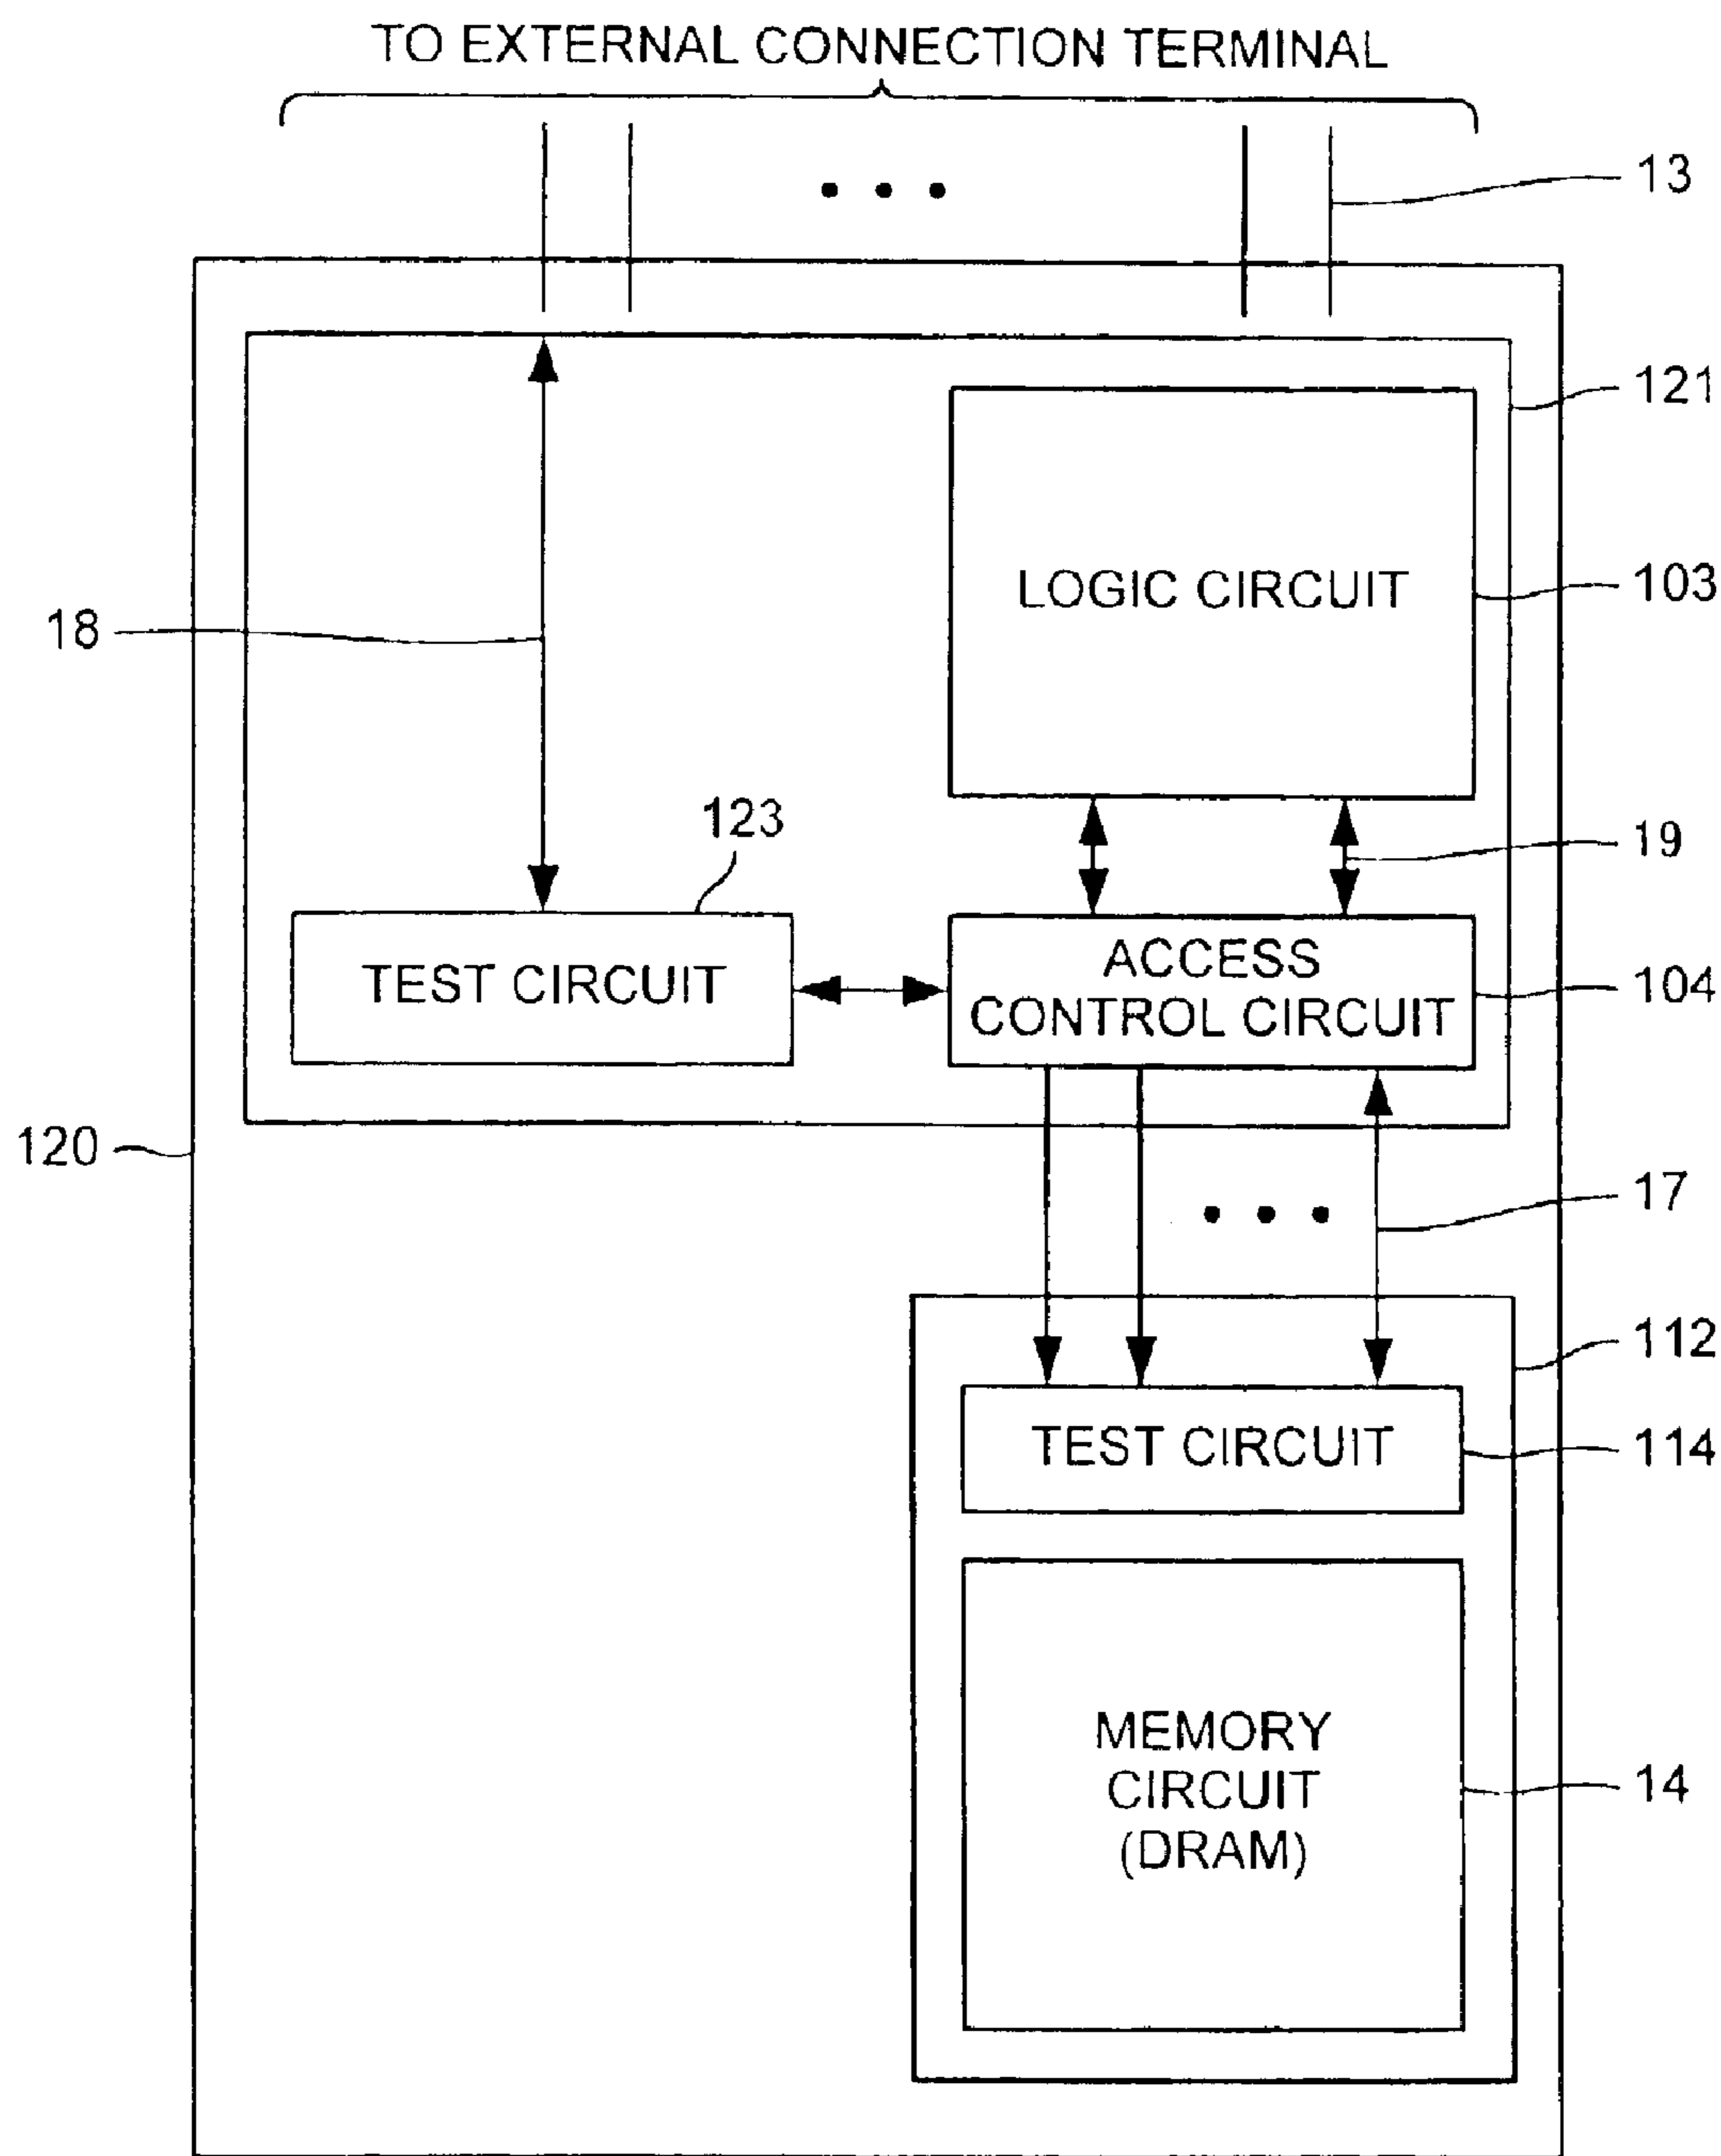 TO EXTERNAL CONNECTION TERMINAL
13
121
LOGIC CIRCUIT
103
18
123
19
TEST CIRCUIT
ACCESS
CONTROL CIRCUIT
104
120
17
112
TEST CIRCUIT
114
MEMORY
CIRCUIT
(DRAM)
14